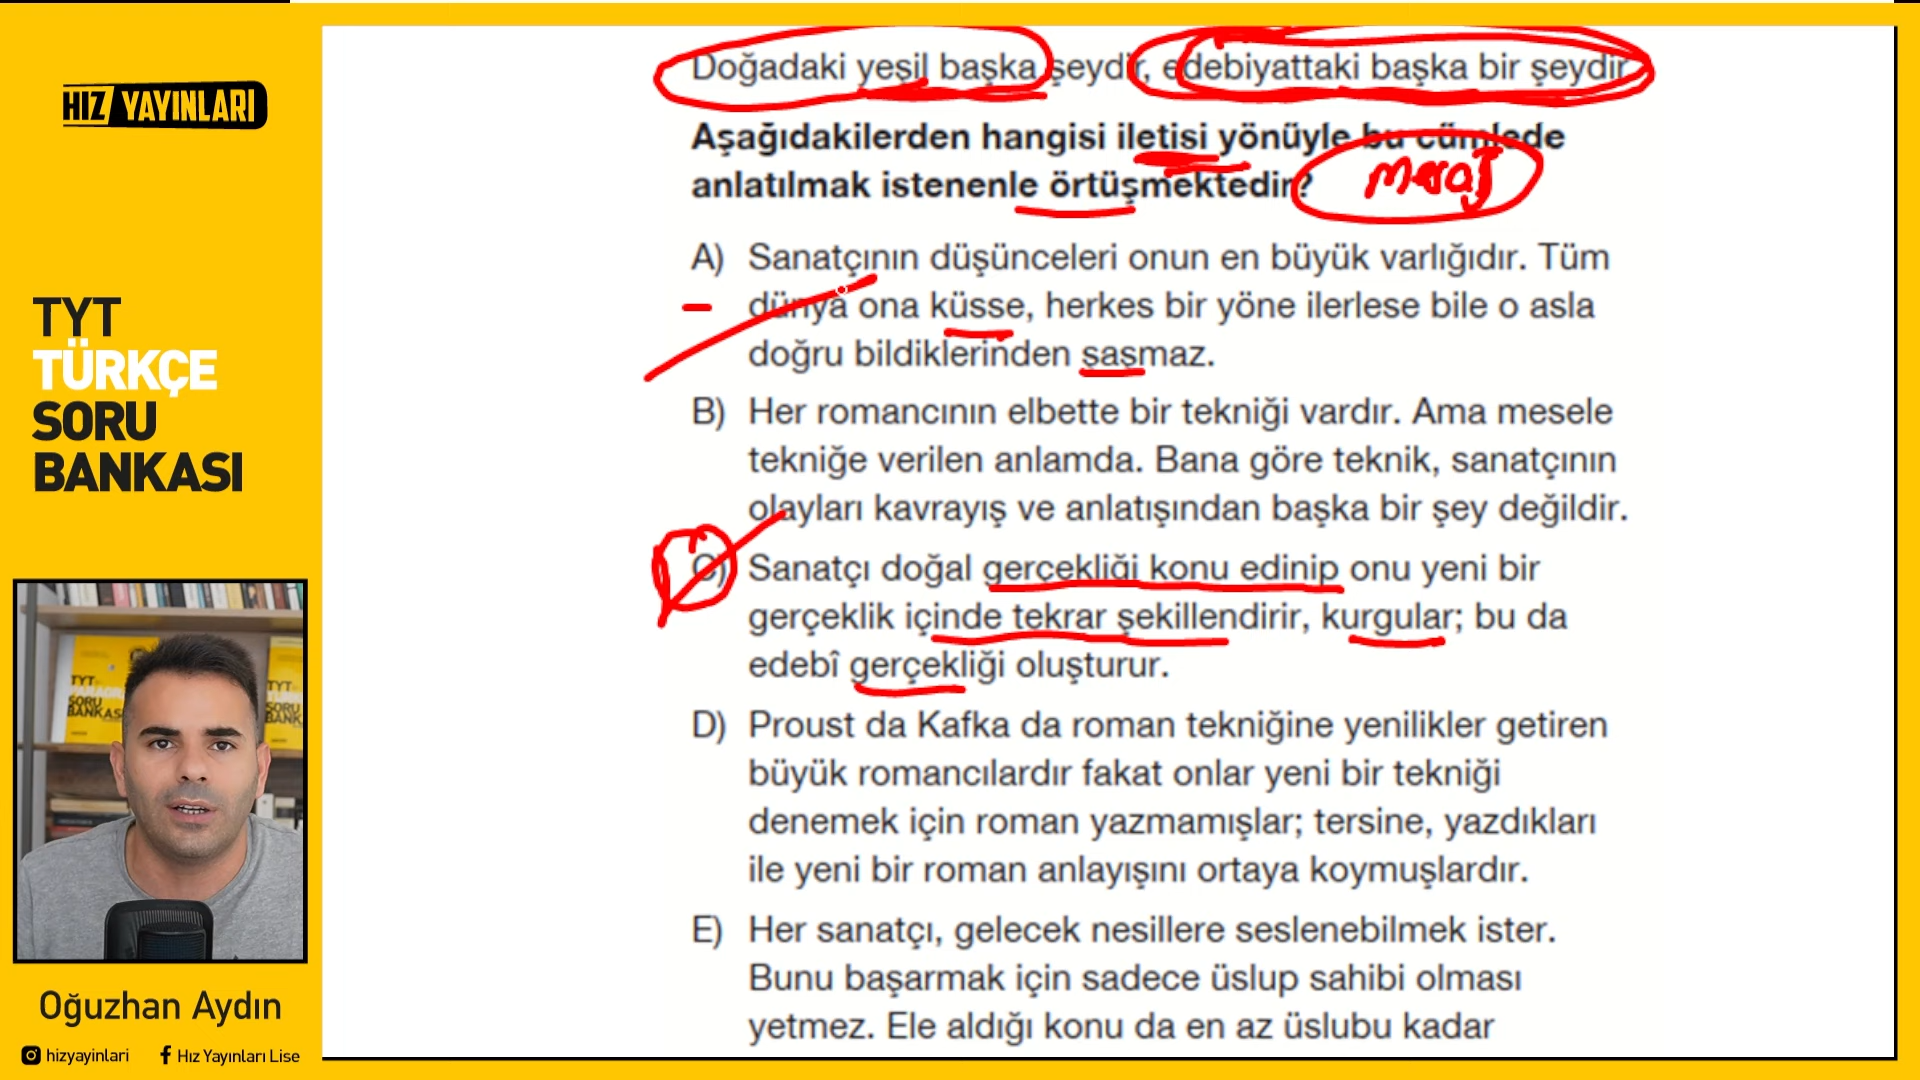 HIZ YAYINLARI
TYT
TÜRKÇE
SORU
BANKASI
Oğuzhan Aydın
hizyayinlari
Hız Yayınları Lise
Doğadaki yeşil başka şeydir, edebiyattaki başka bir şeydir
Aşağıdakilerden hangisi iletisi yönüyle bu cümlede
anlatılmak istenenle örtüşmektedir?
mesaj
A) Sanatçının düşünceleri onun en büyük varlığıdır. Tüm
dünya ona küsse, herkes bir yöne ilerlese bile o asla
doğru bildiklerinden şaşmaz.
B) Her romancının elbette bir tekniği vardır. Ama mesele
tekniğe verilen anlamda. Bana göre teknik, sanatçının
olayları kavrayış ve anlatışından başka bir şey değildir.
C) Sanatçı doğal gerçekliği konu edinip onu yeni bir
gerçeklik içinde tekrar şekillendirir, kurgular; bu da
edebî gerçekliği oluşturur.
D) Proust da Kafka da roman tekniğine yenilikler getiren
büyük romancılardır fakat onlar yeni bir tekniği
denemek için roman yazmamışlar; tersine, yazdıkları
ile yeni bir roman anlayışını ortaya koymuşlardır.
E) Her sanatçı, gelecek nesillere seslenebilmek ister.
Bunu başarmak için sadece üslup sahibi olması
yetmez. Ele aldığı konu da en az üslubu kadar
TYT
SORU
BANKASI
TYT
SORU
BANK